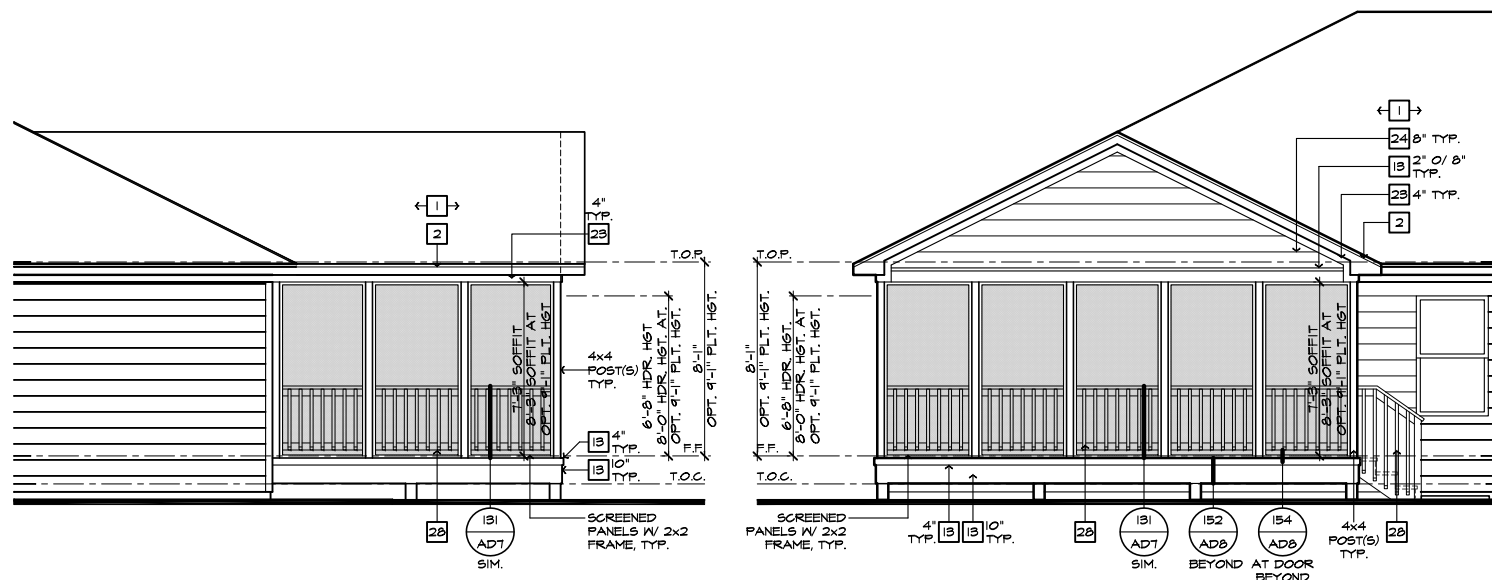 1
2
4"
TYP.
23
T.O.P.
7'-3" SOFFIT
8'-3" SOFFIT AT
OPT. 9'-1" PLT. HGT
4x4
POST(S)
TYP.
6'-8" HDR. HGT
8'-0" HDR. HGT. AT.
OPT. 9'-1" PLT. HGT.
8'-1"
OPT. 9'-1" PLT. HGT.
F.F.
13 4"
TYP.
13 10"
TYP.
T.O.C.
28
131
AD7
SIM.
SCREENED
PANELS W/ 2x2
FRAME, TYP.
1
24 8" TYP.
13 2" O/ 8"
TYP.
23 4" TYP.
2
T.O.P.
8'-1"
OPT. 9'-1" PLT. HGT.
6'-8" HDR. HGT.
8'-0" HDR. HGT. AT
OPT. 9'-1" PLT. HGT.
7'-3" SOFFIT
8'-3" SOFFIT AT
OPT. 9'-1" PLT. HGT
F.F.
T.O.C.
SCREENED
PANELS W/ 2x2
FRAME, TYP.
4"
TYP.
13
13
10"
TYP.
28
131
AD7
SIM.
152
AD8
BEYOND
154
AD8
AT DOOR
BEYOND
4x4
POST(S)
TYP.
28